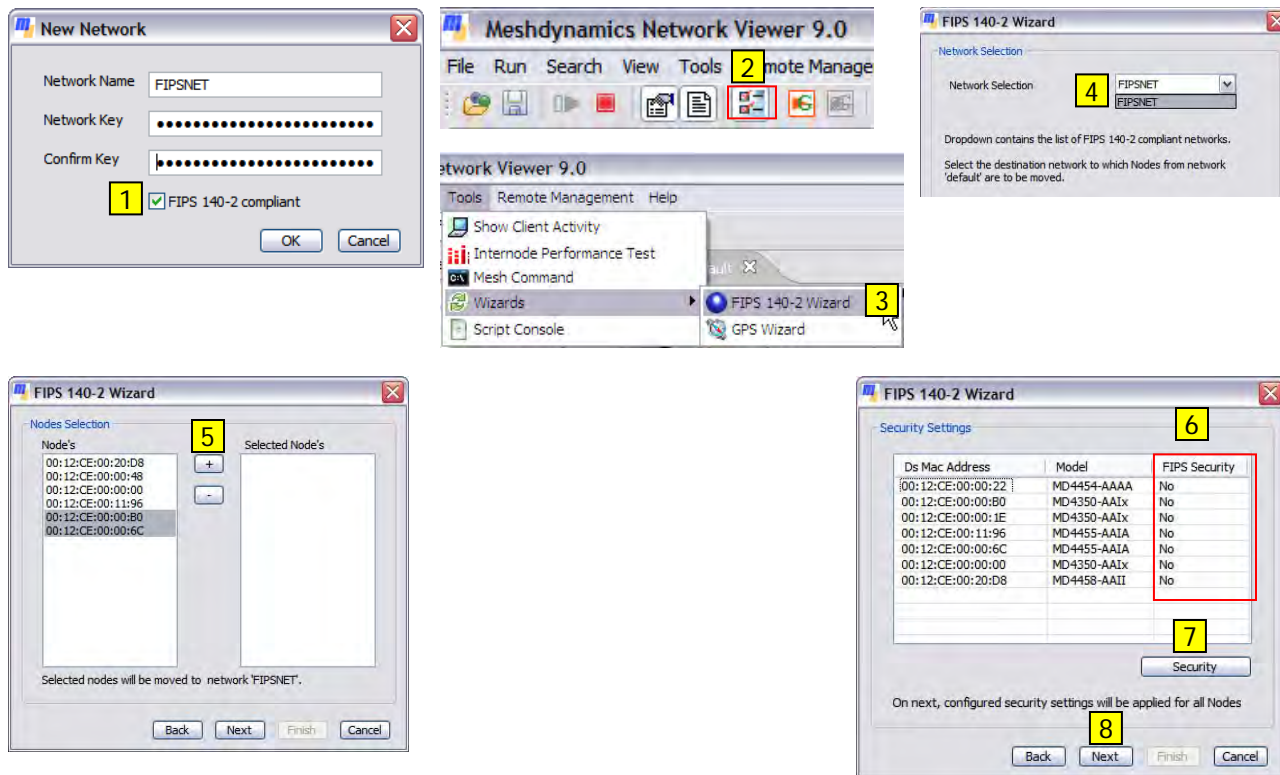 New Network
Network Name FIPSNET
Network Key ••••••••••••••••••••••••
Confirm Key ••••••••••••••••••••••••
1
FIPS 140-2 compliant
OK Cancel
Meshdynamics Network Viewer 9.0
File Run Search View Tools 2 mote Manage
etwork Viewer 9.0
Tools Remote Management Help
Show Client Activity
Internode Performance Test
Mesh Command
ault
Wizards
FIPS 140-2 Wizard 3
Script Console
GPS Wizard
FIPS 140-2 Wizard
Network Selection
Network Selection 4 FIPSNET
FIPSNET
Dropdown contains the list of FIPS 140-2 compliant networks.
Select the destination network to which Nodes from network
'default' are to be moved.
FIPS 140-2 Wizard
Nodes Selection
Node's 5 Selected Node's
00:12:CE:00:20:D8
00:12:CE:00:00:48
00:12:CE:00:00:00
00:12:CE:00:11:96
00:12:CE:00:00:B0
00:12:CE:00:00:6C
+
-
Selected nodes will be moved to network 'FIPSNET'.
Back Next Finish Cancel
FIPS 140-2 Wizard
Security Settings 6
Ds Mac Address Model FIPS Security
00:12:CE:00:00:22 MD4454-AAAA No
00:12:CE:00:00:B0 MD4350-AAIx No
00:12:CE:00:00:1E MD4350-AAIx No
00:12:CE:00:11:96 MD4455-AAIA No
00:12:CE:00:00:6C MD4455-AAIA No
00:12:CE:00:00:00 MD4350-AAIx No
00:12:CE:00:20:D8 MD4458-AAII No
7
Security
On next, configured security settings will be applied for all Nodes
8
Back Next Finish Cancel